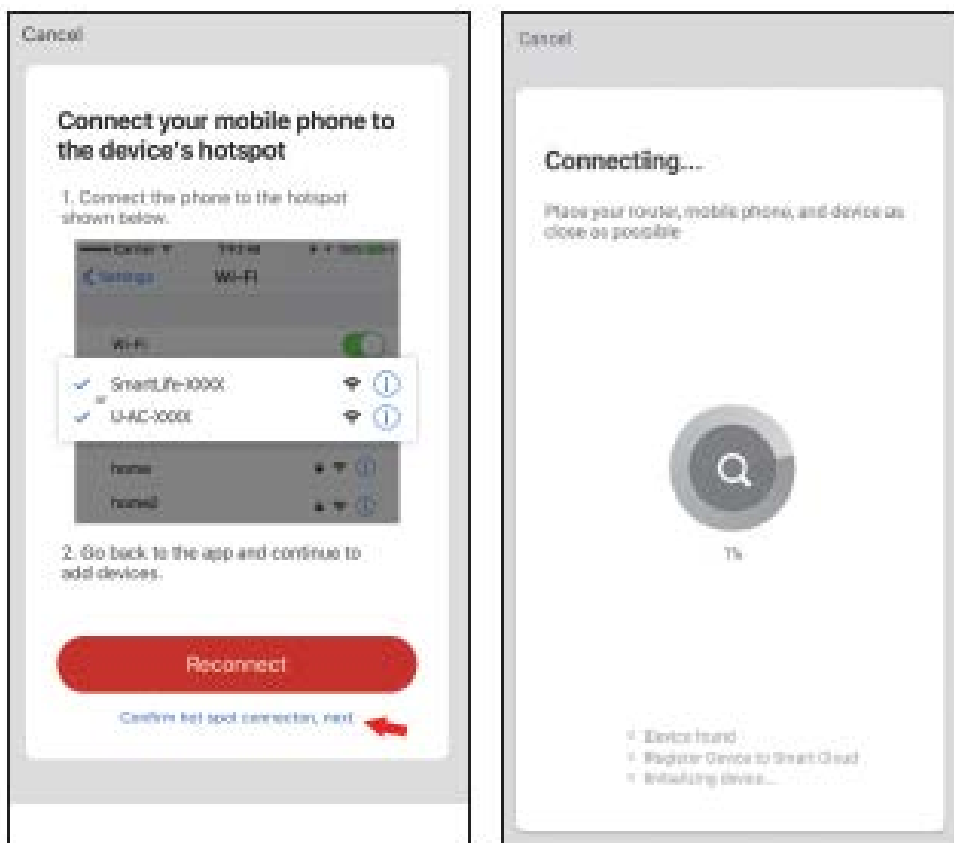 Cancel
Connect your mobile phone to
the device's hotspot
1. Connect the phone to the hotspot
shown below.
Settings
Wi-Fi
Wi-Fi
SmartLife-XXXX
or
U-AC-XXXX
home
home2
2. Go back to the app and continue to
add devices.
Reconnect
Confirm hot spot connection, next
Cancel
Connecting...
Place your router, mobile phone, and device as
close as possible
1%
Device found
Register Device to Smart Cloud
Initializing device...